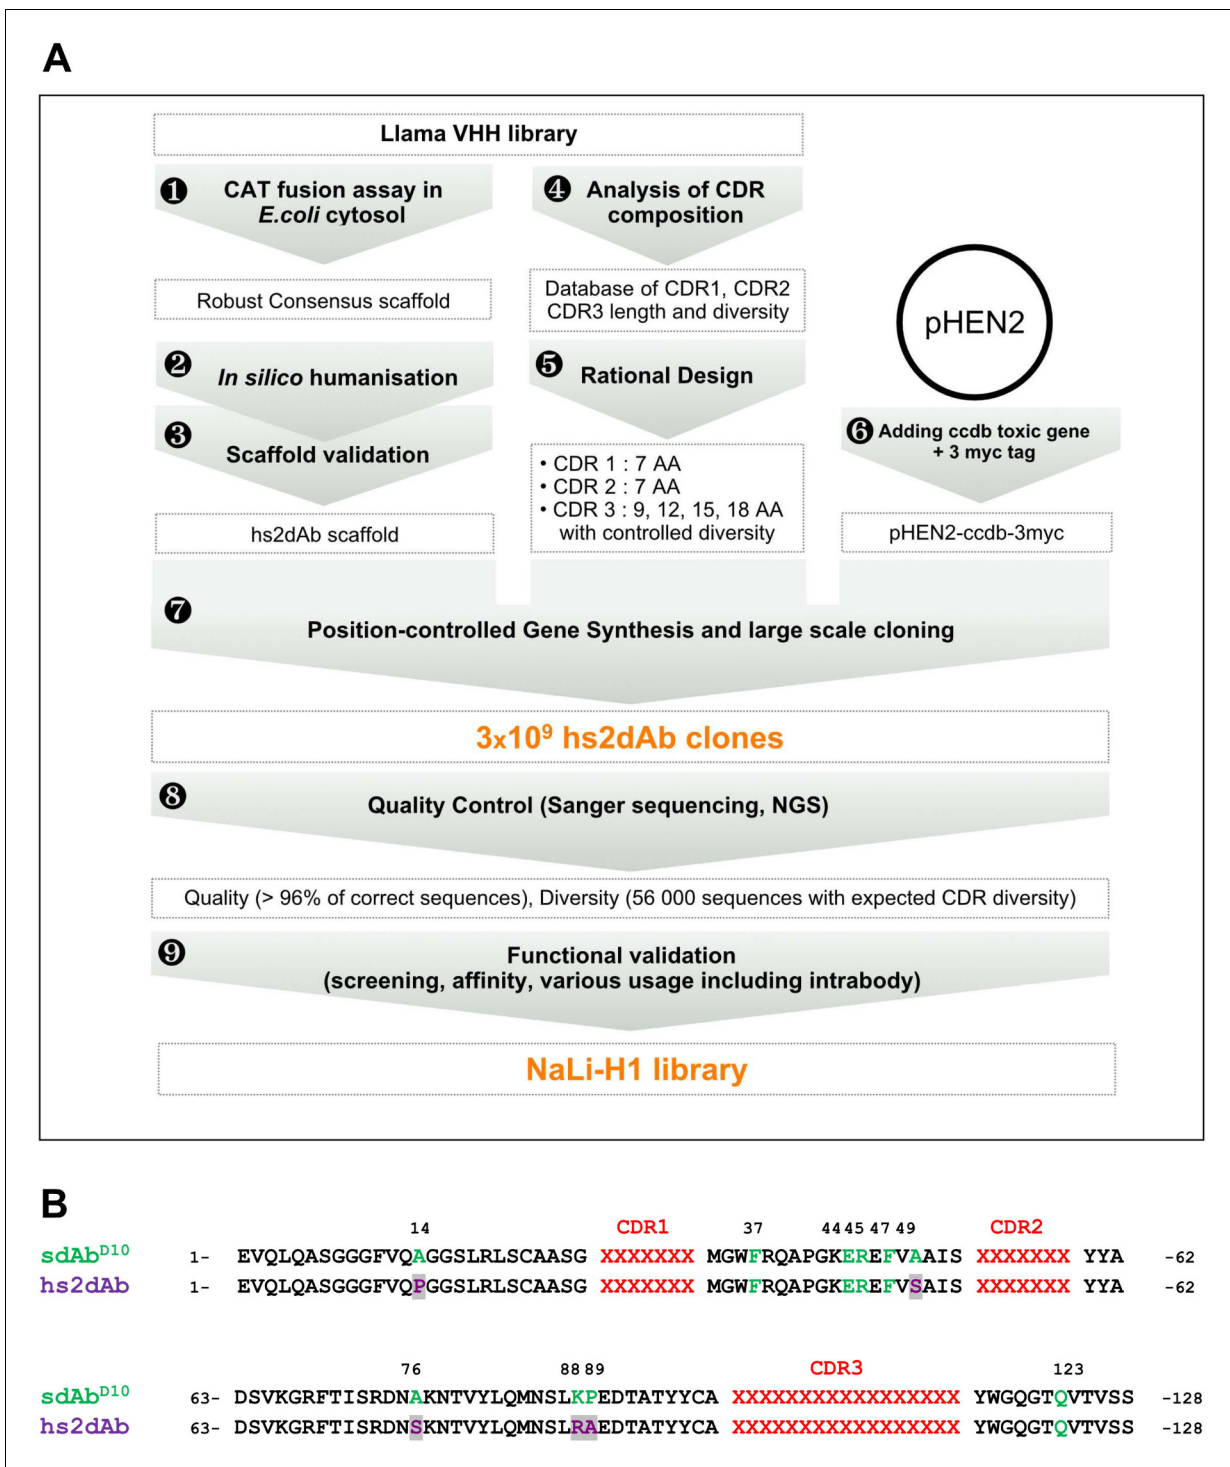 A
Llama VHH library
❶ CAT fusion assay in
E.coli cytosol
Robust Consensus scaffold
❷ In silico humanisation
❸ Scaffold validation
hs2dAb scaffold
❹ Analysis of CDR
composition
Database of CDR1, CDR2
CDR3 length and diversity
❺ Rational Design
• CDR 1 : 7 AA
• CDR 2 : 7 AA
• CDR 3 : 9, 12, 15, 18 AA
with controlled diversity
pHEN2
❻ Adding ccdb toxic gene
+ 3 myc tag
pHEN2-ccdb-3myc
❼ Position-controlled Gene Synthesis and large scale cloning
3x10⁹ hs2dAb clones
❽ Quality Control (Sanger sequencing, NGS)
Quality (> 96% of correct sequences), Diversity (56 000 sequences with expected CDR diversity)
❾ Functional validation
(screening, affinity, various usage including intrabody)
NaLi-H1 library
B
14 CDR1 37 44 45 47 49 CDR2
sdAbᴰ¹⁰ 1- EVQLQASGGGFVQAGGSLRLSCAASG XXXXXXX MGWFRQAPGKEREFVAAIS XXXXXXX YYA -62
hs2dAb 1- EVQLQASGGGFVQPGGSLRLSCAASG XXXXXXX MGWFRQAPGKEREFVSAIS XXXXXXX YYA -62
76 88 89 CDR3 123
sdAbᴰ¹⁰ 63- DSVKGRFTISRDNAKNTVYLQMNSLKPEDTATYYCA XXXXXXXXXXXXXXXXX YWGQGTQVTVSS -128
hs2dAb 63- DSVKGRFTISRDNSKNTVYLQMNSLRAEDTATYYCA XXXXXXXXXXXXXXXXX YWGQGTQVTVSS -128